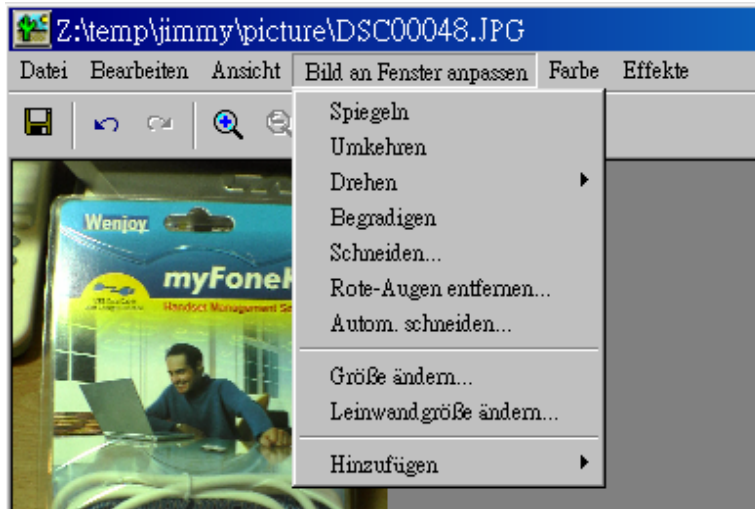 Z:\temp\jimmy\picture\DSC00048.JPG
Datei Bearbeiten Ansicht Bild an Fenster anpassen Farbe Effekte
Spiegeln
Umkehren
Drehen
Begradigen
Schneiden...
Rote-Augen entfernen...
Autom. schneiden...
Größe ändern...
Leinwandgröße ändern...
Hinzufügen
Wenjoy
myFoneK
Handset Management